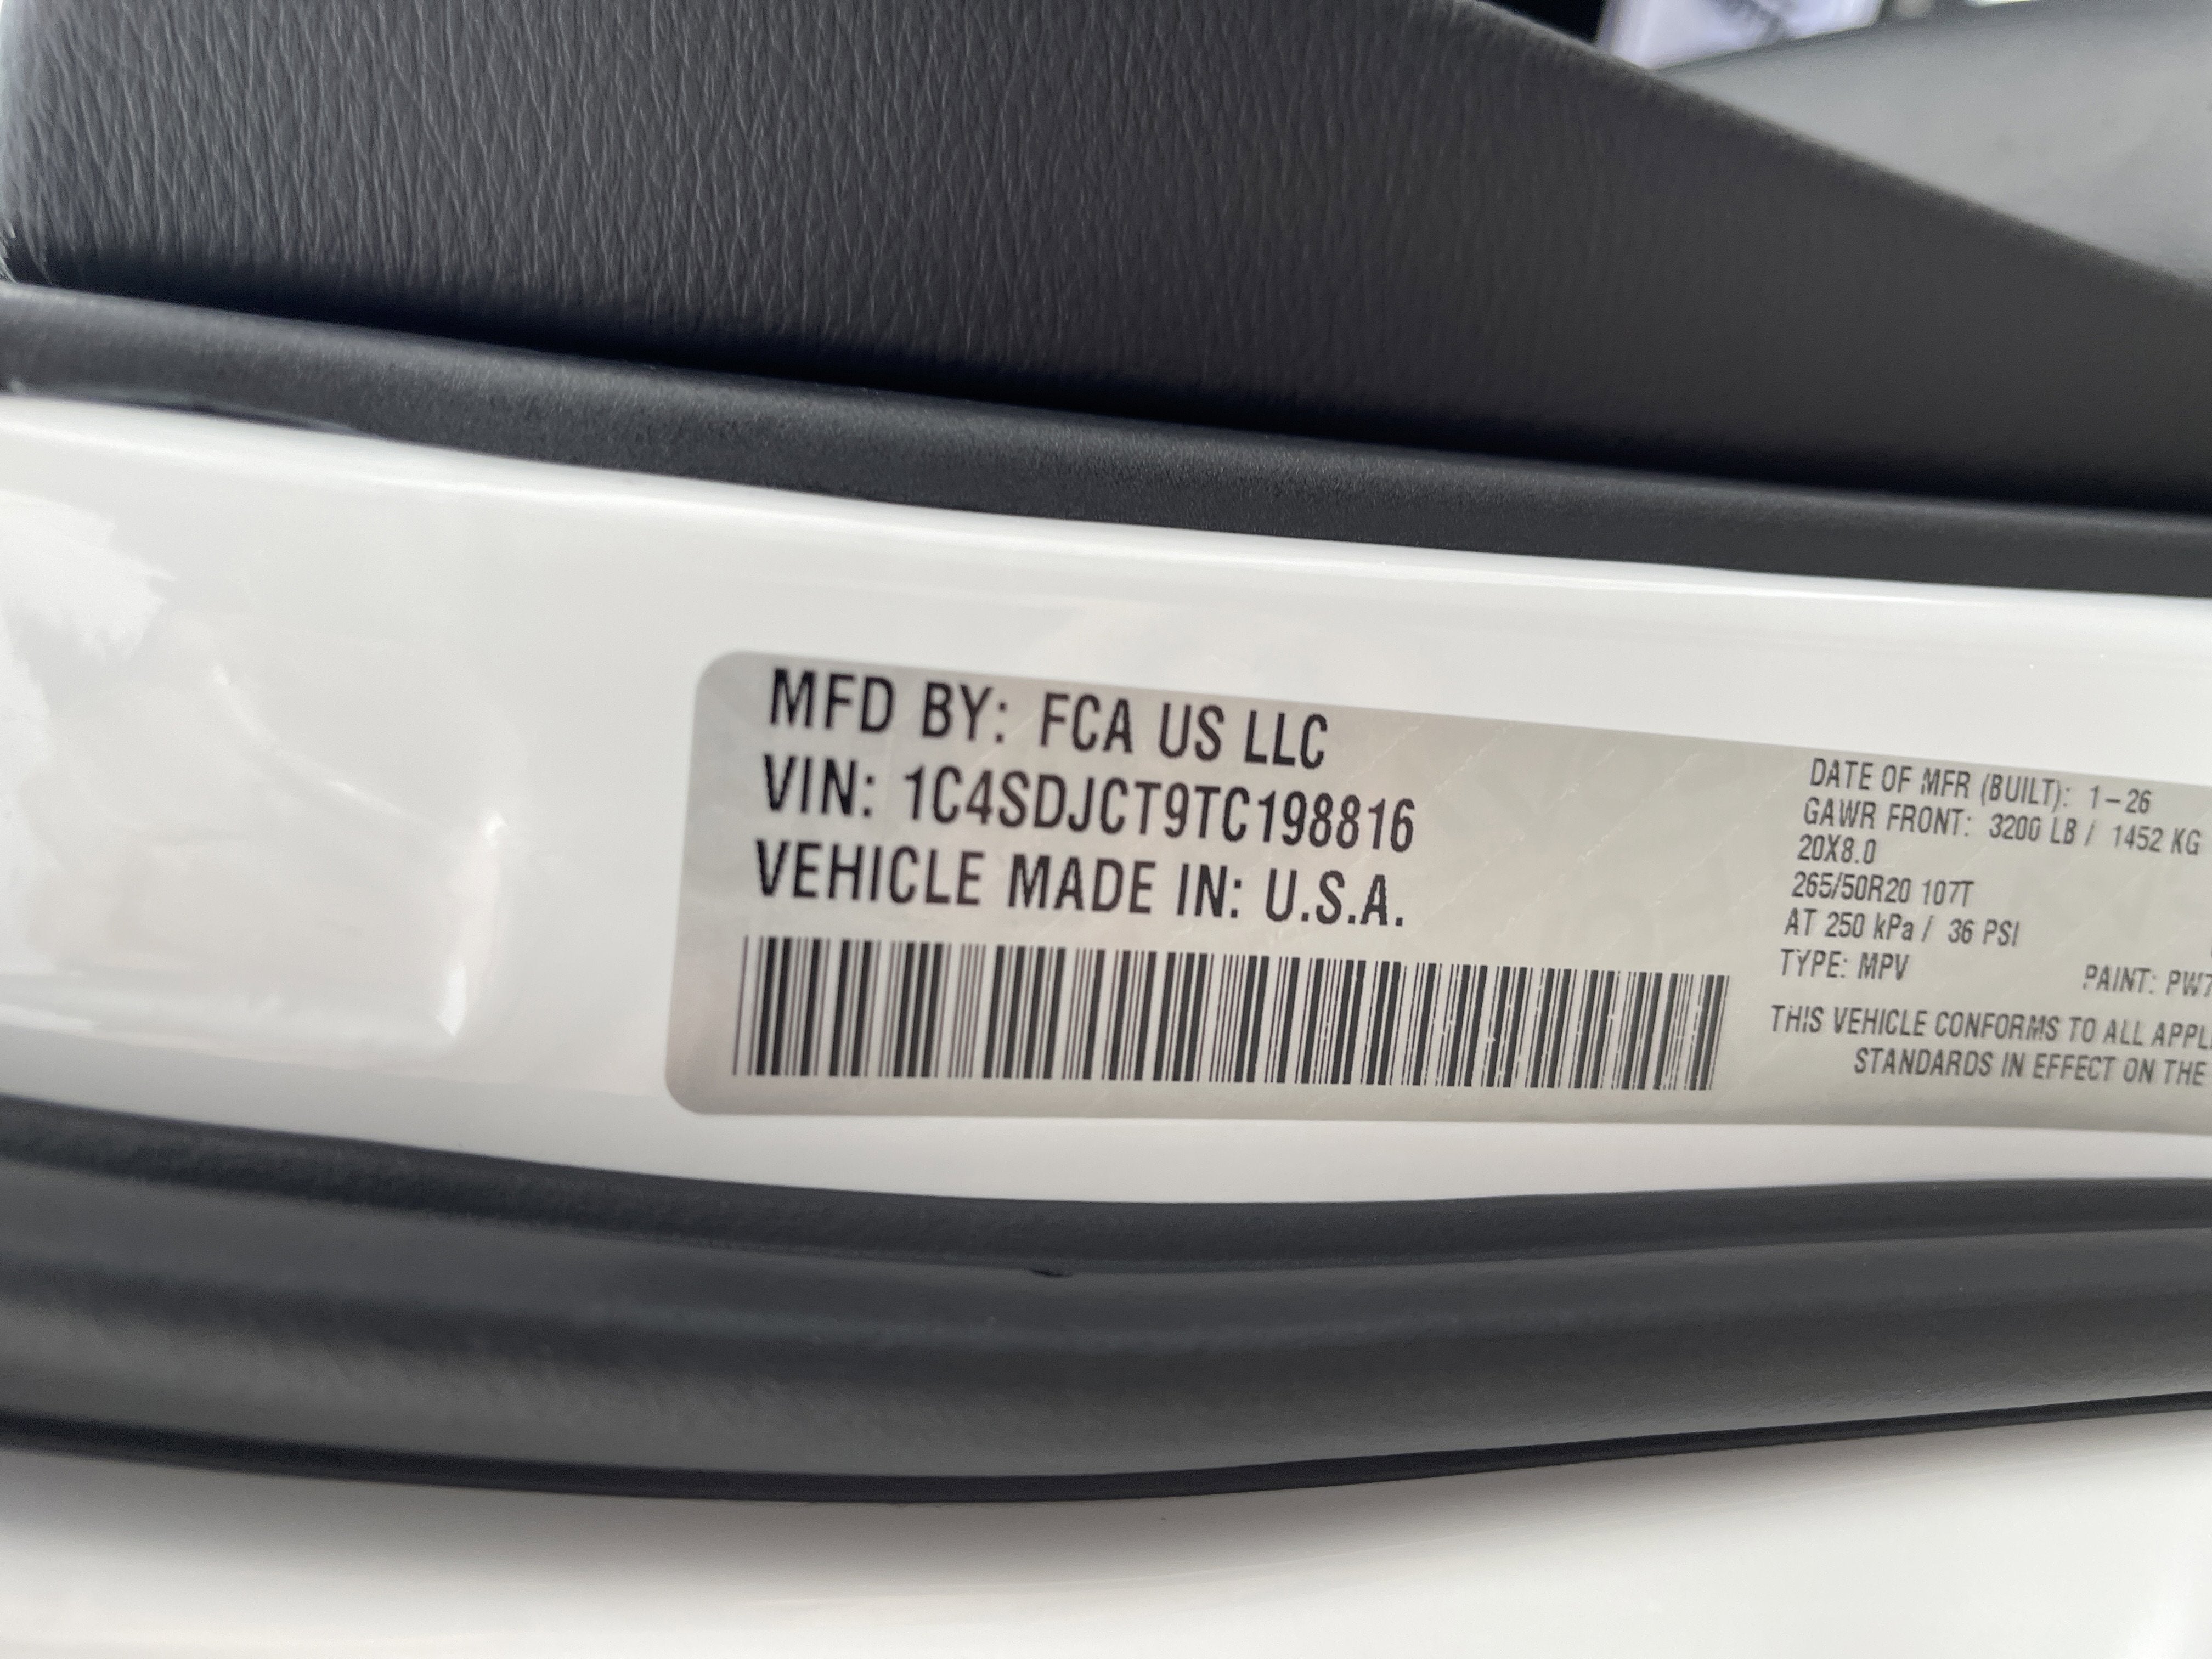 MFD BY: FCA US LLC
VIN: 1C4SDJCT9TC198816
VEHICLE MADE IN: U.S.A.
DATE OF MFR (BUILT): 1-26
GAWR FRONT: 3200 LB / 1452 KG
20X8.0
265/50R20 107T
AT 250 kPa / 36 PSI
TYPE: MPV PAINT: PW7
THIS VEHICLE CONFORMS TO ALL APPLI
STANDARDS IN EFFECT ON THE